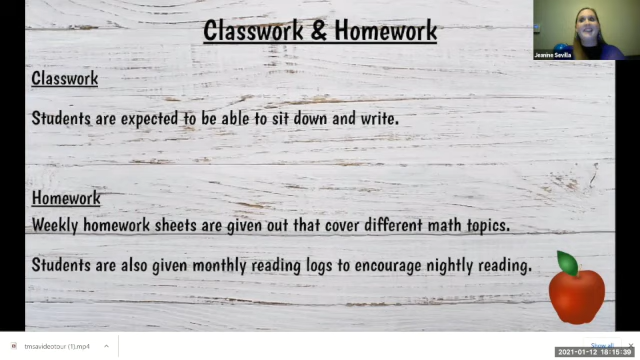 Classwork & Homework
Jeanine Sevilla
Classwork
Students are expected to be able to sit down and write.
Homework
Weekly homework sheets are given out that cover different math topics.
Students are also given monthly reading logs to encourage nightly reading.
tmsavideotour (1).mp4
Show all
2021-01-12 18:15:39